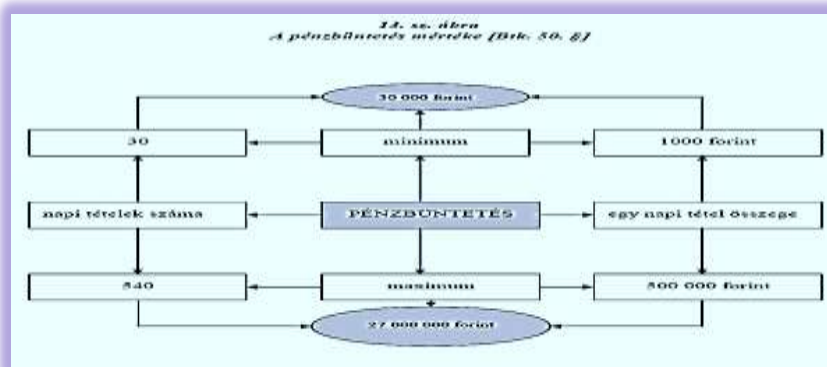 13. sz. ábra
A pénzbüntetés mértéke [Btk. 50. §]
30 000 forint
30
minimum
1000 forint
napi tételek száma
PÉNZBÜNTETÉS
egy napi tétel összege
540
maximum
500 000 forint
27 000 000 forint